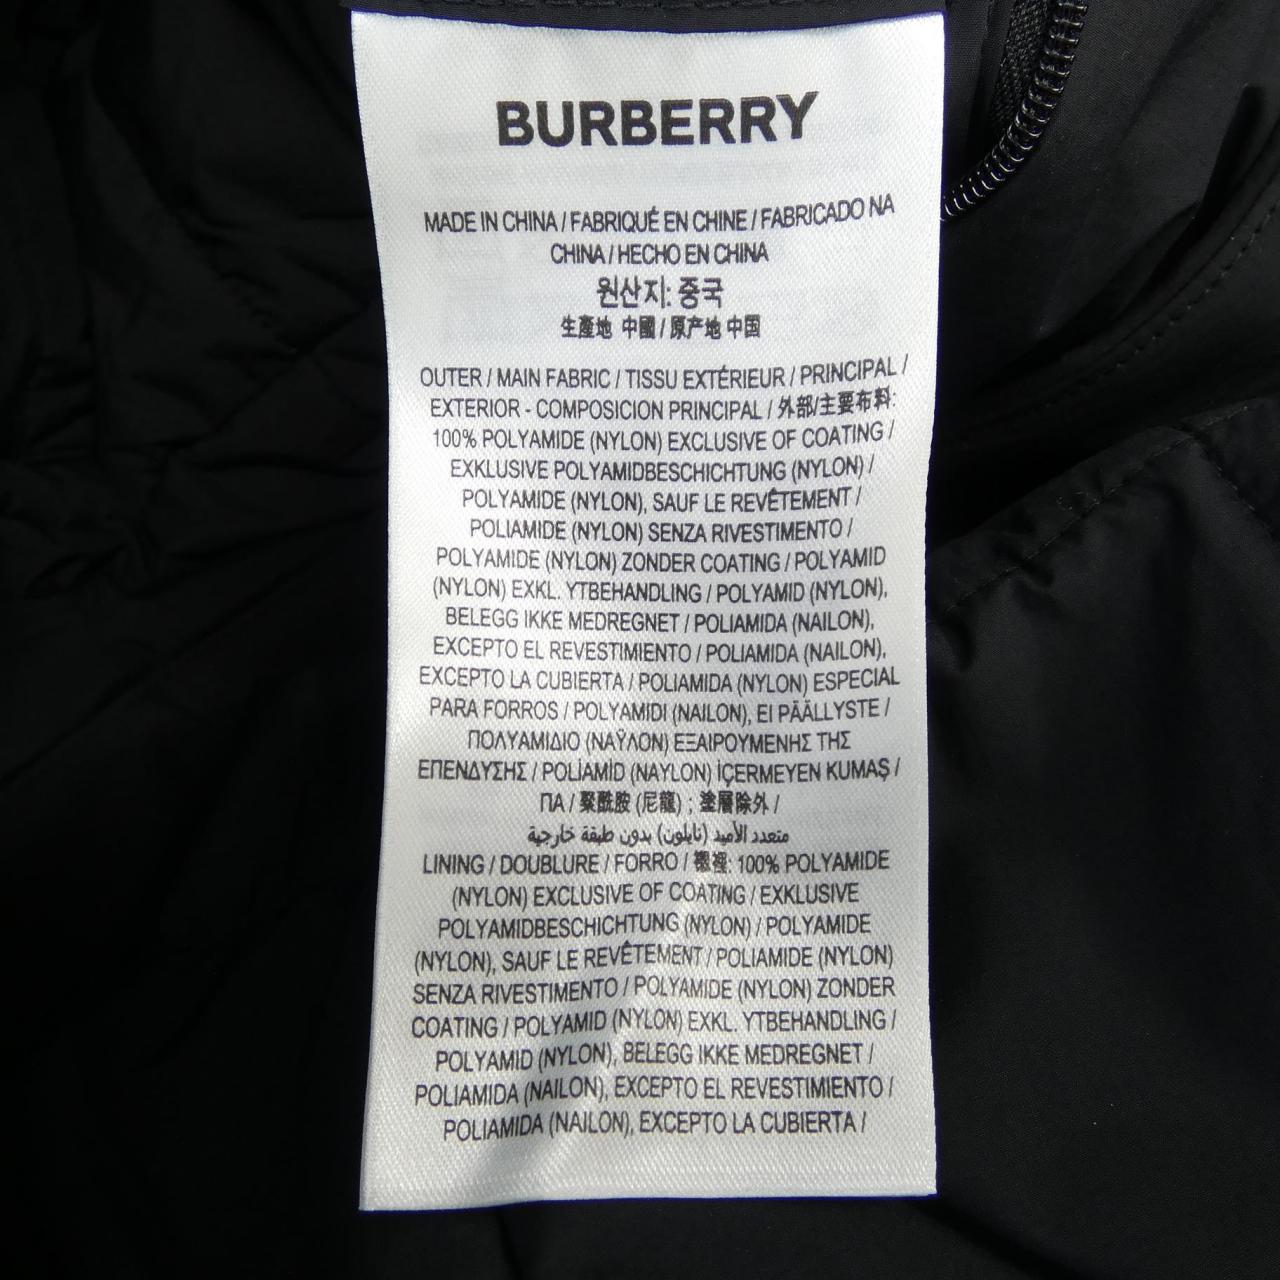 BURBERRY
MADE IN CHINA / FABRIQUÉ EN CHINE / FABRICADO NA
CHINA / HECHO EN CHINA
원산지: 중국
生產地 中國 / 原产地 中国
OUTER / MAIN FABRIC / TISSU EXTÉRIEUR / PRINCIPAL /
EXTERIOR - COMPOSICION PRINCIPAL / 外部/主要布料:
100% POLYAMIDE (NYLON) EXCLUSIVE OF COATING /
EXKLUSIVE POLYAMIDBESCHICHTUNG (NYLON) /
POLYAMIDE (NYLON), SAUF LE REVÊTEMENT /
POLIAMIDE (NYLON) SENZA RIVESTIMENTO /
POLYAMIDE (NYLON) ZONDER COATING / POLYAMID
(NYLON) EXKL. YTBEHANDLING / POLYAMID (NYLON),
BELEGG IKKE MEDREGNET / POLIAMIDA (NAILON),
EXCEPTO EL REVESTIMIENTO / POLIAMIDA (NAILON),
EXCEPTO LA CUBIERTA / POLIAMIDA (NYLON) ESPECIAL
PARA FORROS / POLYAMIDI (NAILON), EI PÄÄLLYSTE /
ΠΟΛΥΑΜΙΔΙΟ (ΝΑΫΛΟΝ) ΕΞΑΙΡΟΥΜΕΝΗΣ ΤΗΣ
ΕΠΕΝΔΥΣΗΣ / POLİAMİD (NAYLON) İÇERMEYEN KUMAŞ /
ПА / 聚酰胺 (尼龍) ; 塗層除外 /
متعدد الأميد (نايلون) بدون طبقة خارجية
LINING / DOUBLURE / FORRO / 襯裡: 100% POLYAMIDE
(NYLON) EXCLUSIVE OF COATING / EXKLUSIVE
POLYAMIDBESCHICHTUNG (NYLON) / POLYAMIDE
(NYLON), SAUF LE REVÊTEMENT / POLIAMIDE (NYLON)
SENZA RIVESTIMENTO / POLYAMIDE (NYLON) ZONDER
COATING / POLYAMID (NYLON) EXKL. YTBEHANDLING /
POLYAMID (NYLON), BELEGG IKKE MEDREGNET /
POLIAMIDA (NAILON), EXCEPTO EL REVESTIMIENTO /
POLIAMIDA (NAILON), EXCEPTO LA CUBIERTA /